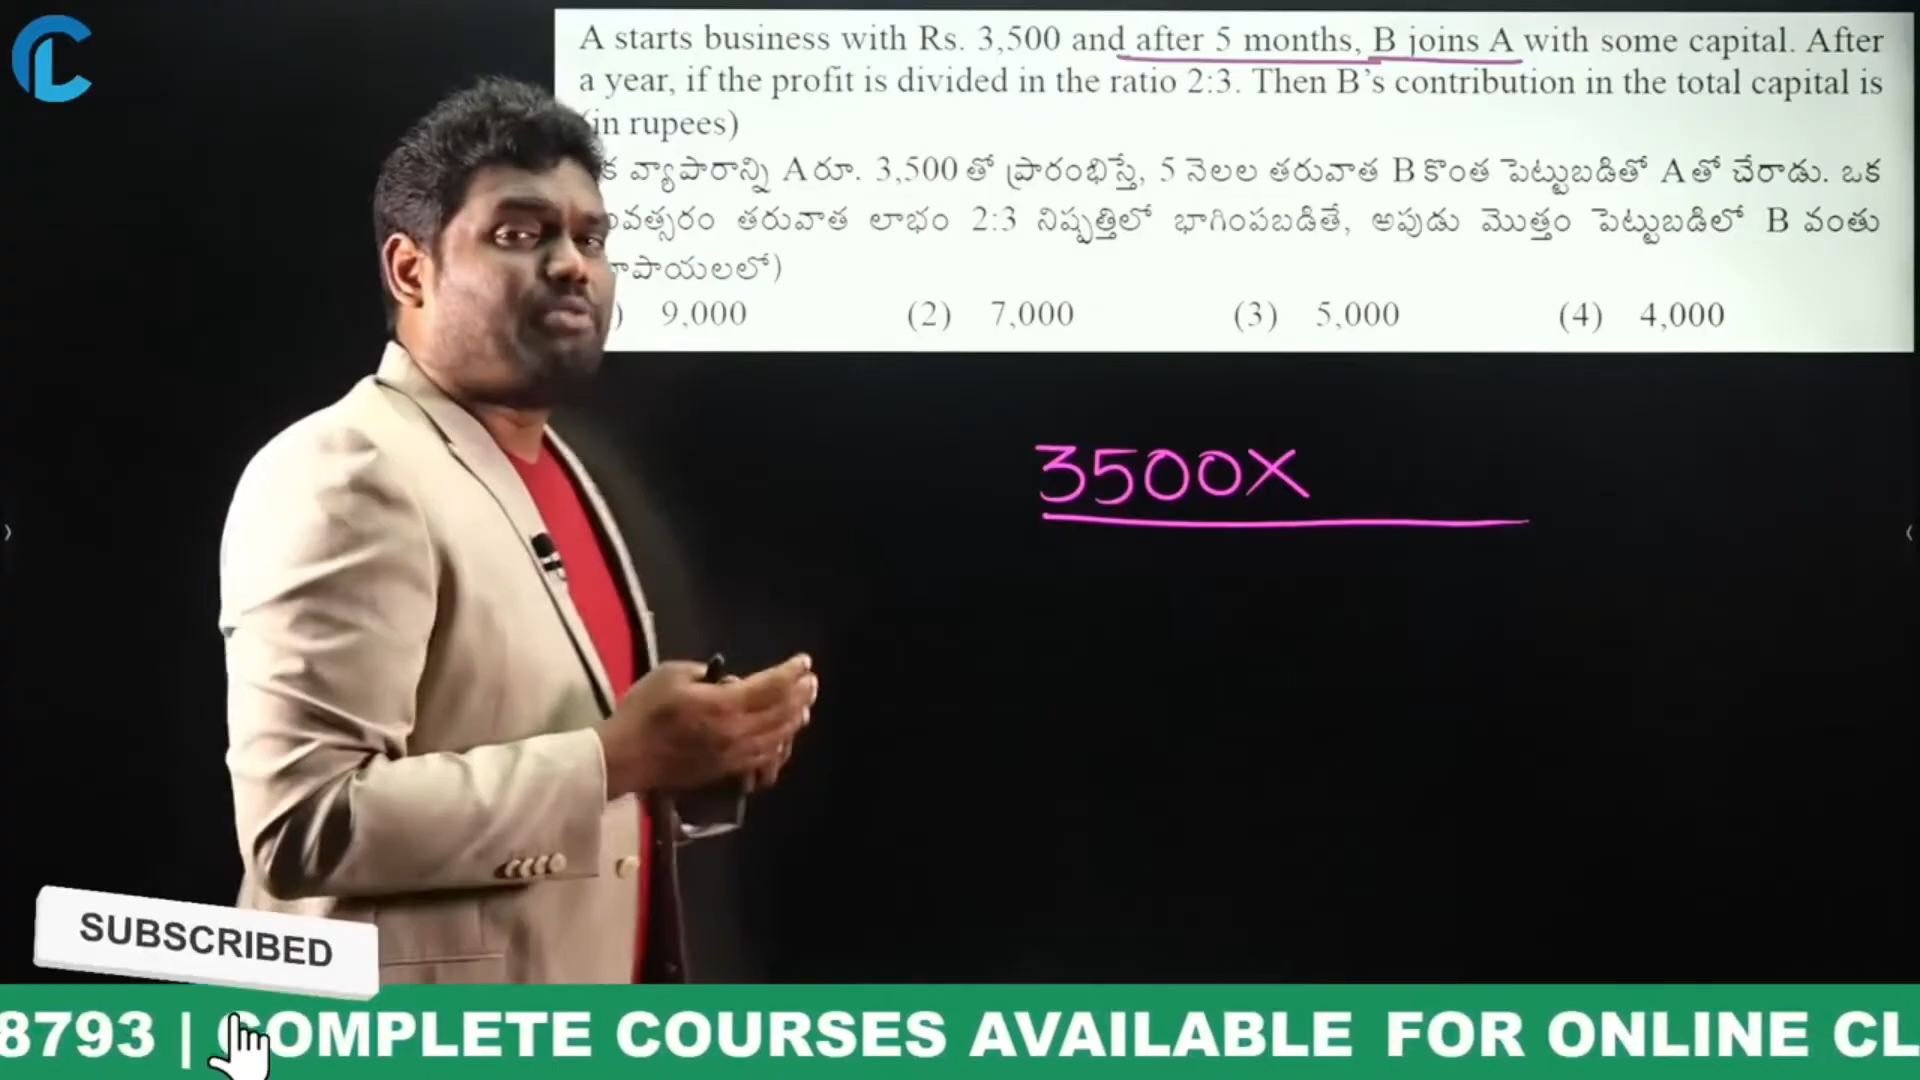 A starts business with Rs. 3,500 and after 5 months, B joins A with some capital. After
a year, if the profit is divided in the ratio 2:3. Then B's contribution in the total capital is
in rupees)
వ్యాపారాన్ని A రూ. 3,500 తో ప్రారంభిస్తే, 5 నెలల తరువాత B కొంత పెట్టుబడితో A తో చేరాడు. ఒక
తరువాత లాభం 2:3 నిష్పత్తిలో భాగింపబడితే, అపుడు మొత్తం పెట్టుబడిలో B వంతు
) 9,000 (2) 7,000 (3) 5,000 (4) 4,000
3500X
SUBSCRIBED
8793 | COMPLETE COURSES AVAILABLE FOR ONLINE CL